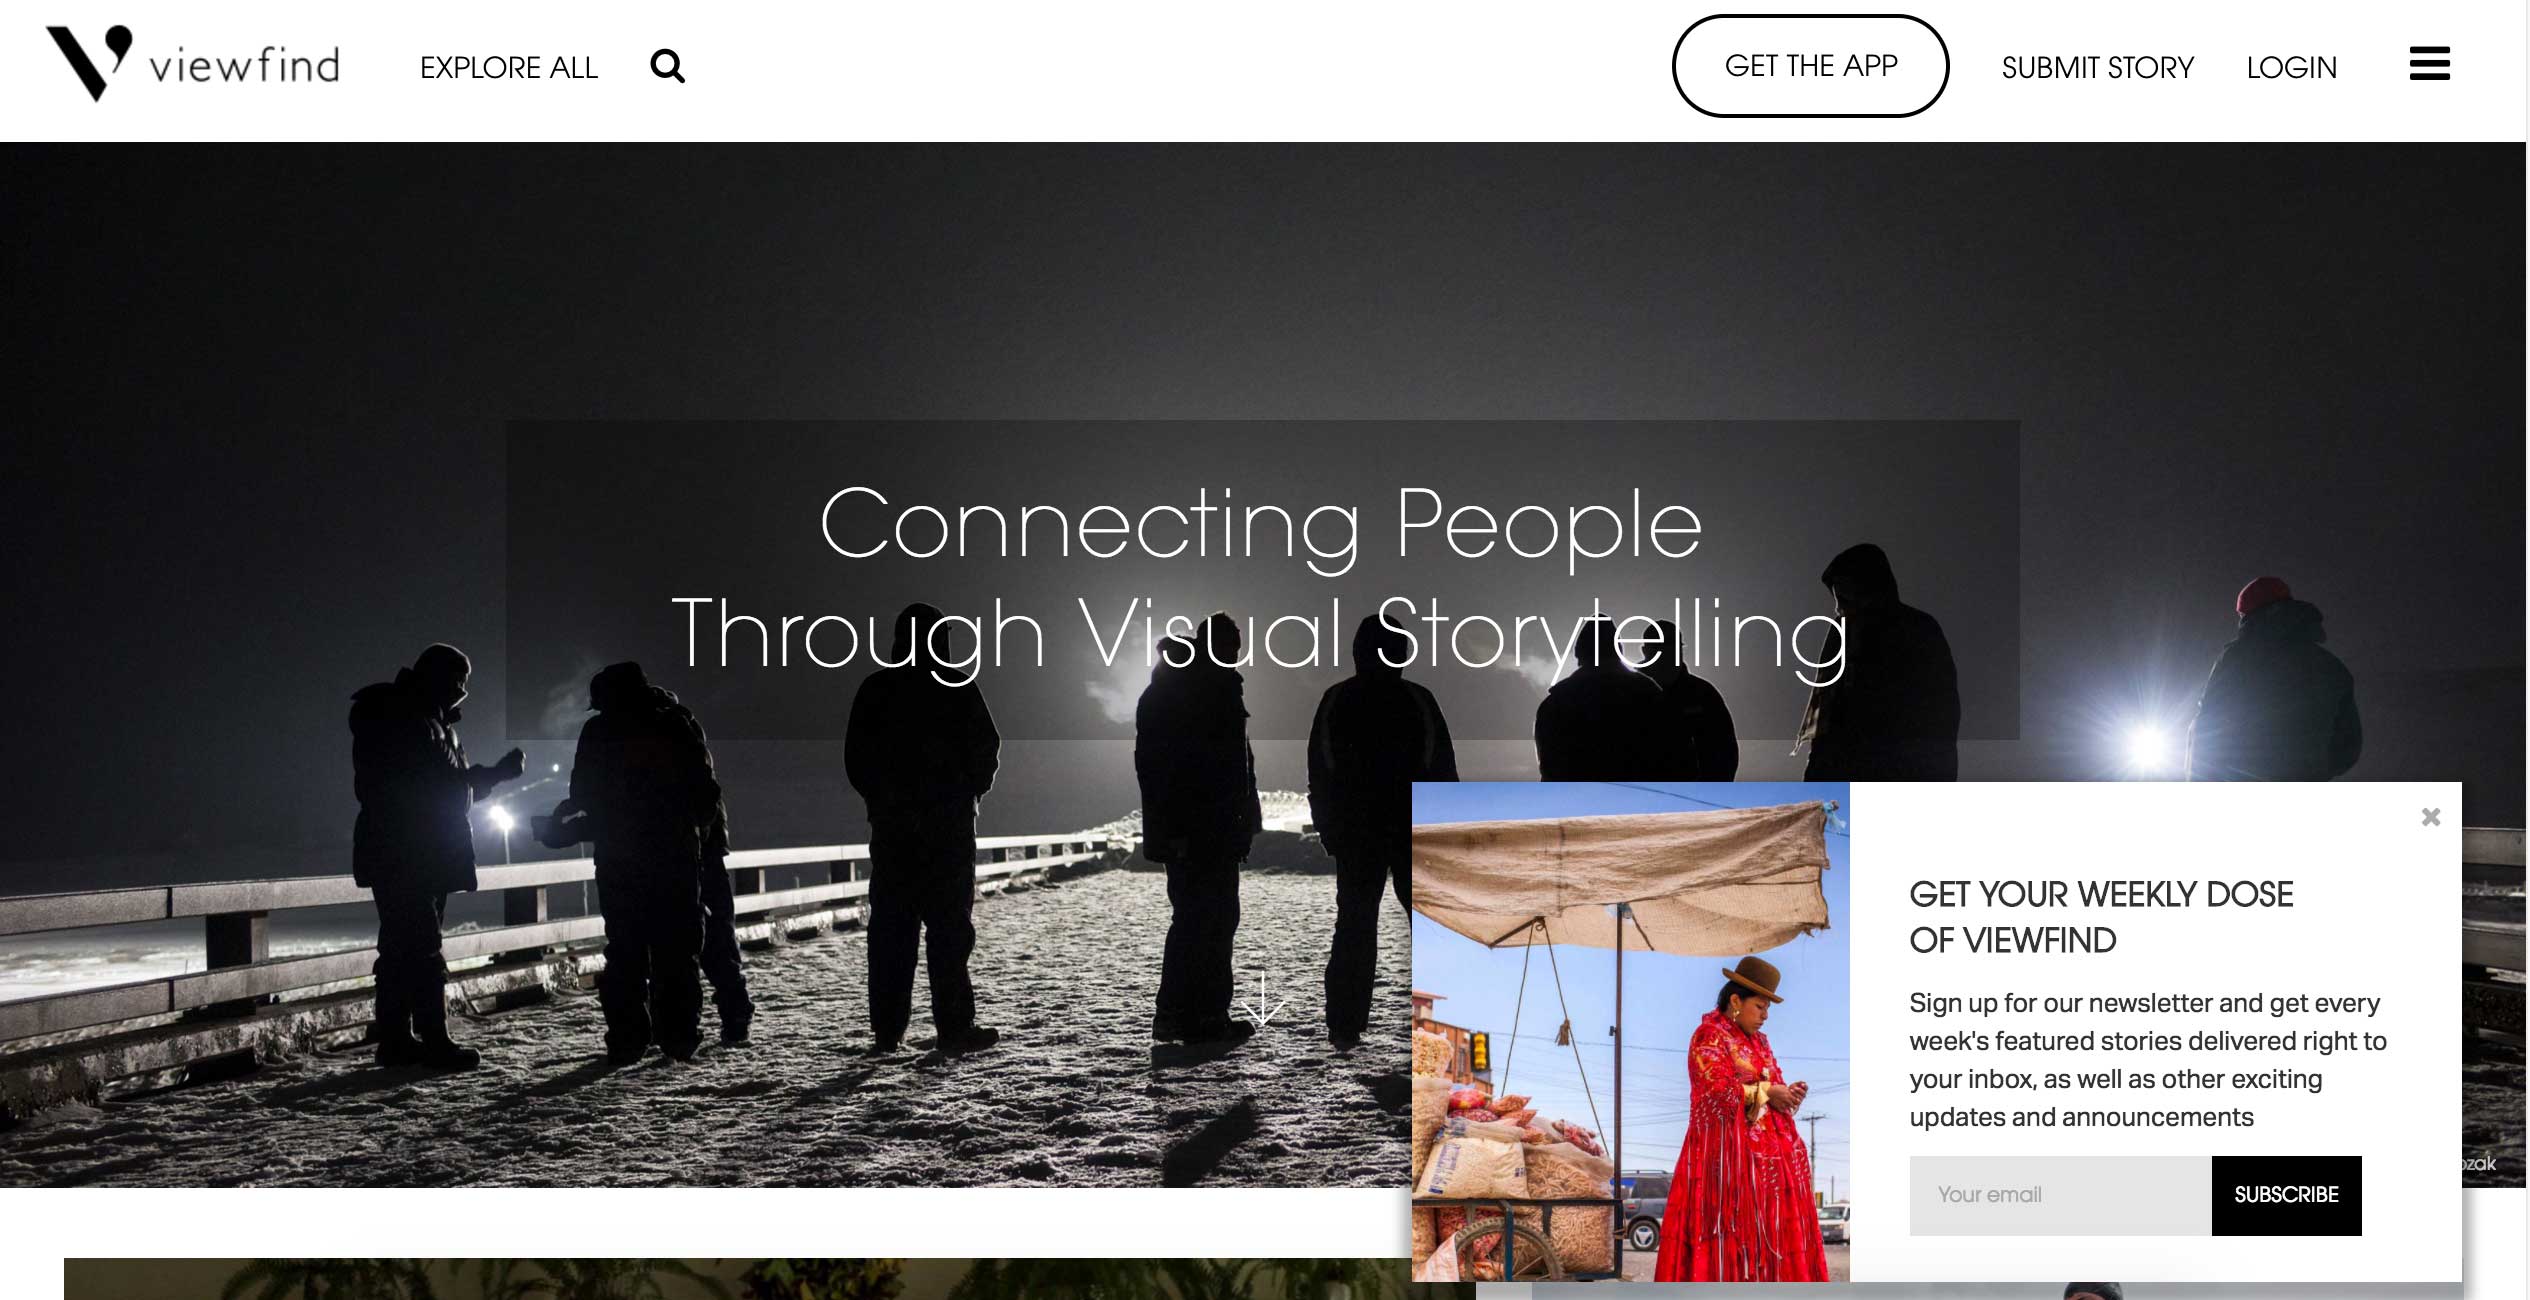 viewfind
EXPLORE ALL
GET THE APP
SUBMIT STORY
LOGIN
Connecting People
Through Visual Storytelling
GET YOUR WEEKLY DOSE
OF VIEWFIND
Sign up for our newsletter and get every
week's featured stories delivered right to
your inbox, as well as other exciting
updates and announcements
Your email
SUBSCRIBE